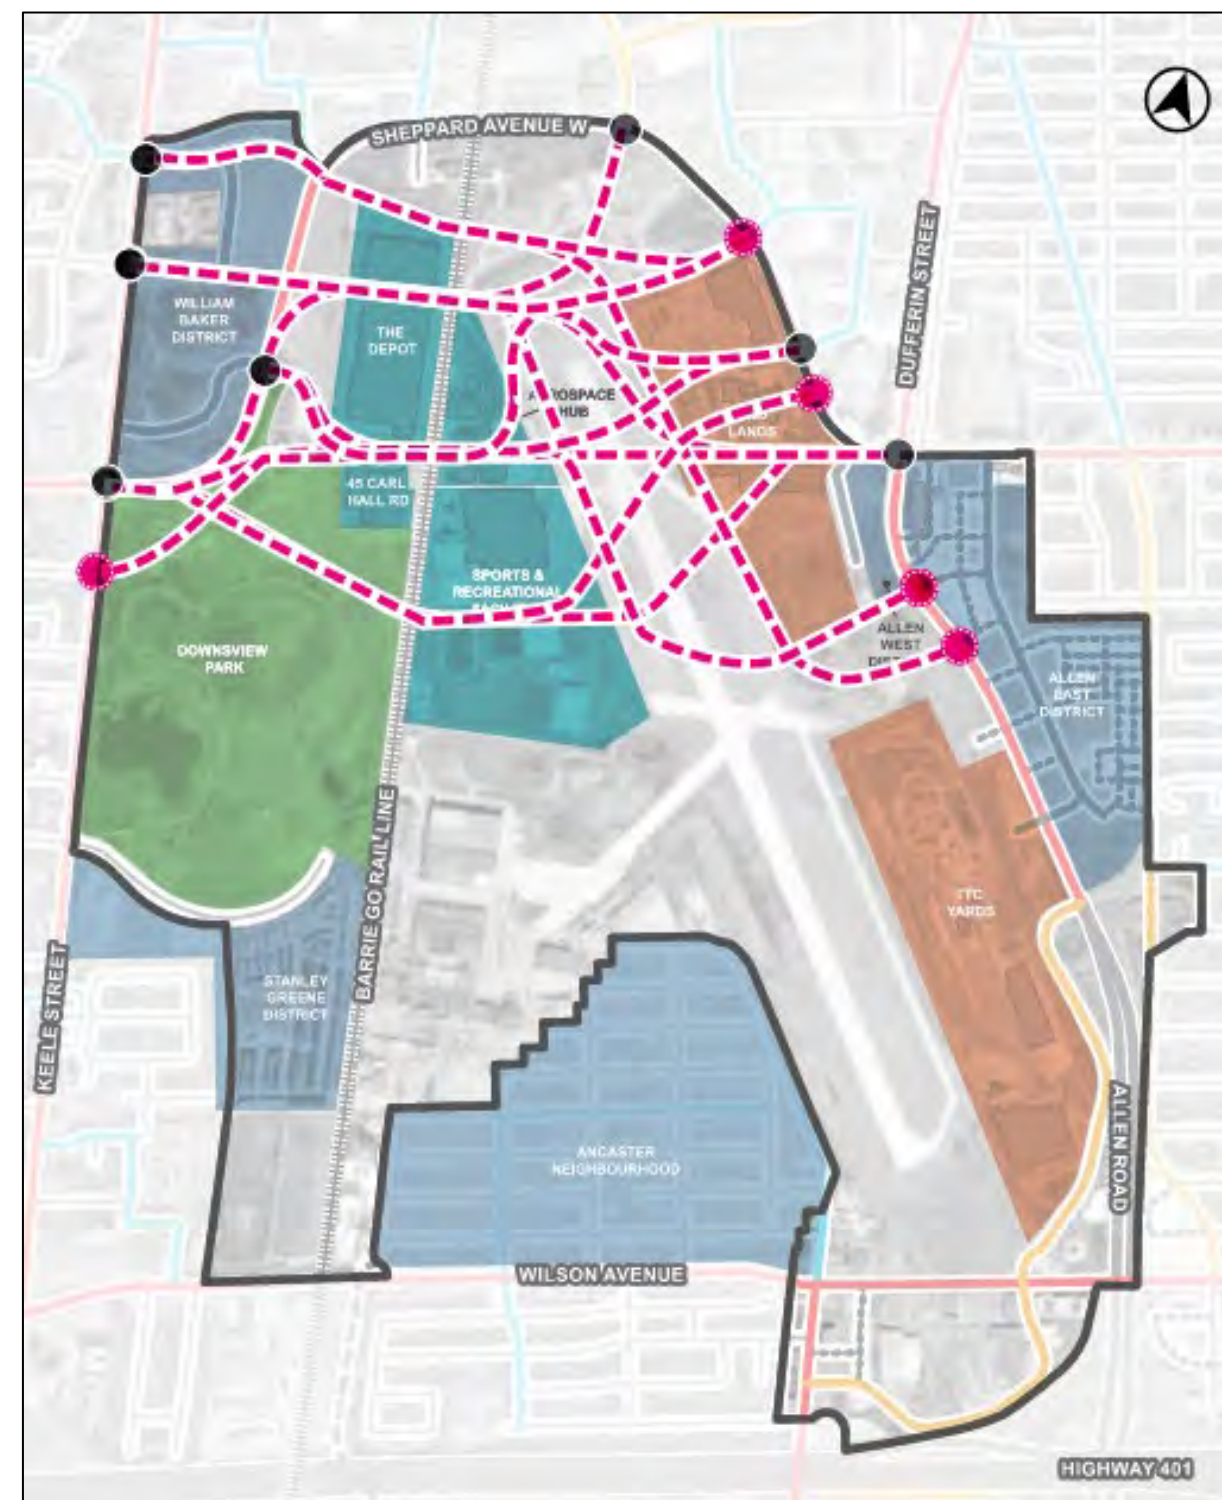 SHEPPARD AVENUE W
DUFFERIN STREET
WILLIAM
BAKER
DISTRICT
THE
DEPOT
HUB
LANDS
45 CARL
HALL RD
SPORTS &
RECREATIONAL
DOWNSVIEW
PARK
ALLEN
WEST
ALLEN
EAST
DISTRICT
BARRIE GO RAIL LINE
TTC
YARDS
KEELE STREET
STANLEY
GREENE
DISTRICT
ALLEN ROAD
ANCASTER
NEIGHBOURHOOD
WILSON AVENUE
HIGHWAY 401